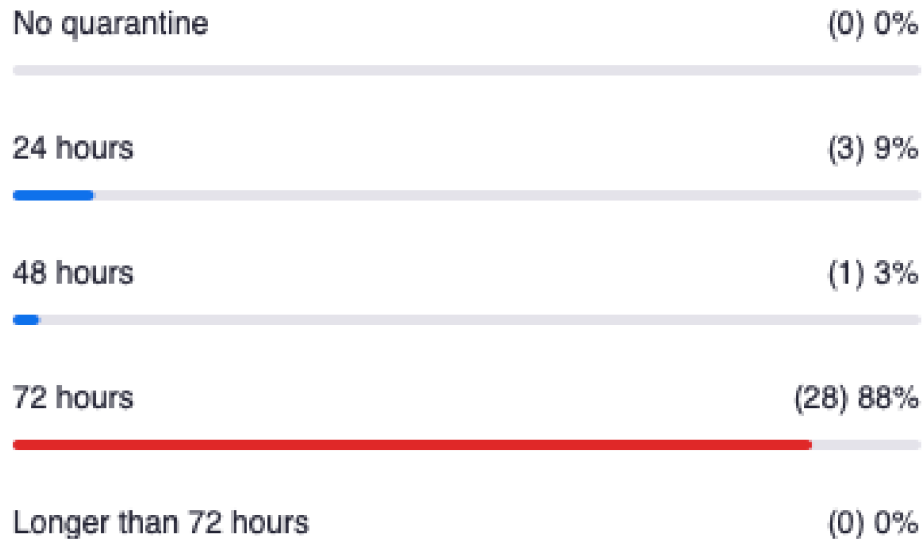 No quarantine (0) 0%
24 hours (3) 9%
48 hours (1) 3%
72 hours (28) 88%
Longer than 72 hours (0) 0%